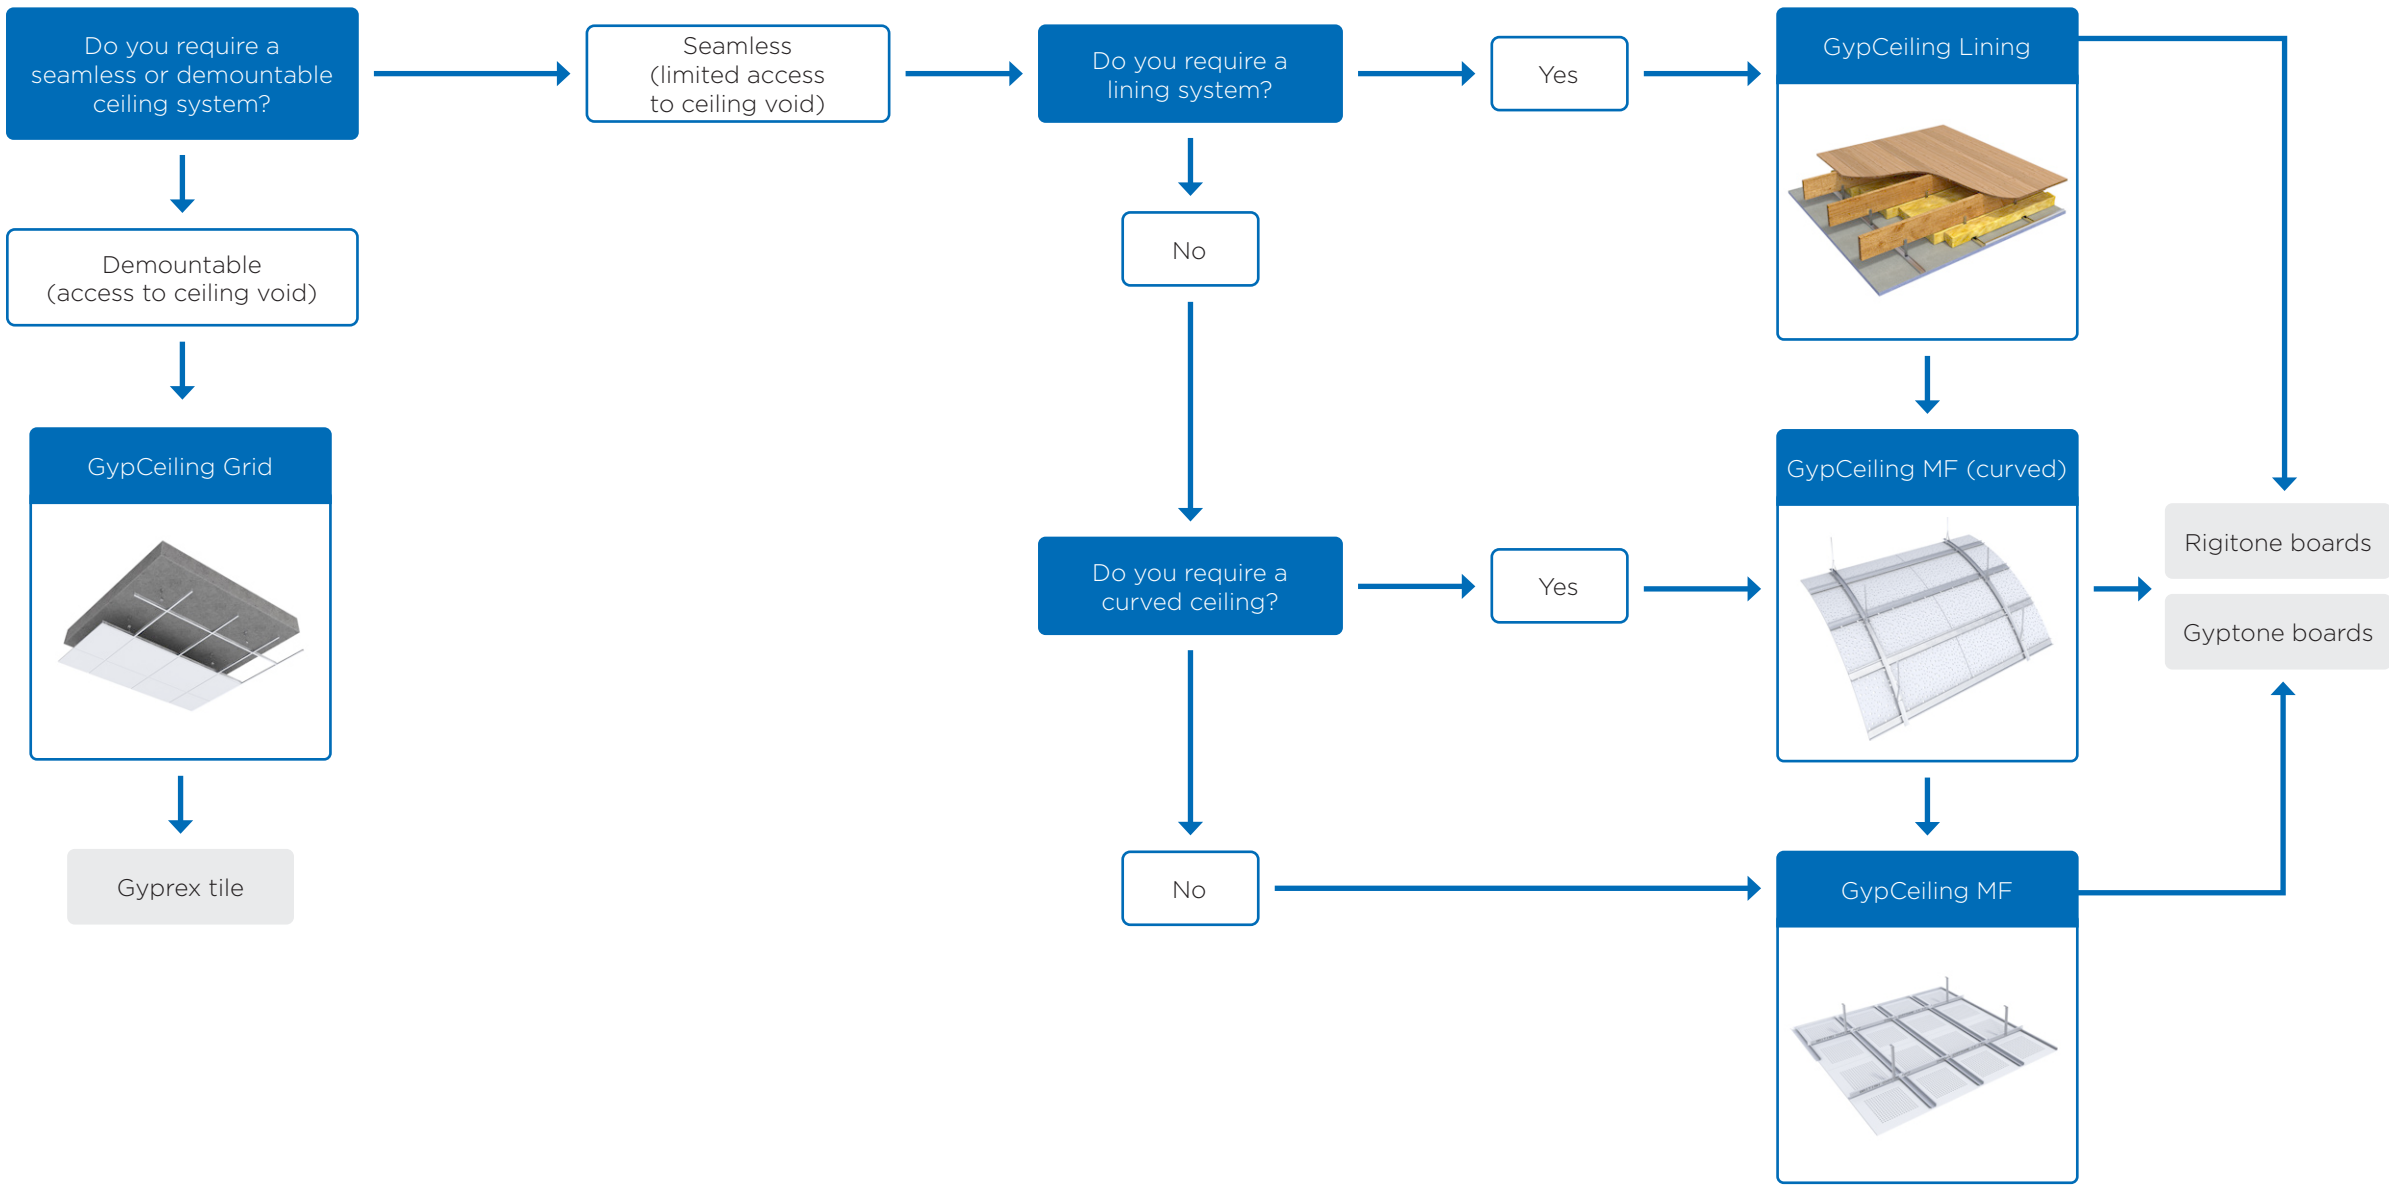 Do you require a
seamless or demountable
ceiling system?
Seamless
(limited access
to ceiling void)
Do you require a
lining system?
Yes
GypCeiling Lining
No
Demountable
(access to ceiling void)
GypCeiling Grid
GypCeiling MF (curved)
Do you require a
curved ceiling?
Yes
Rigitone boards
Gyptone boards
Gyprex tile
No
GypCeiling MF